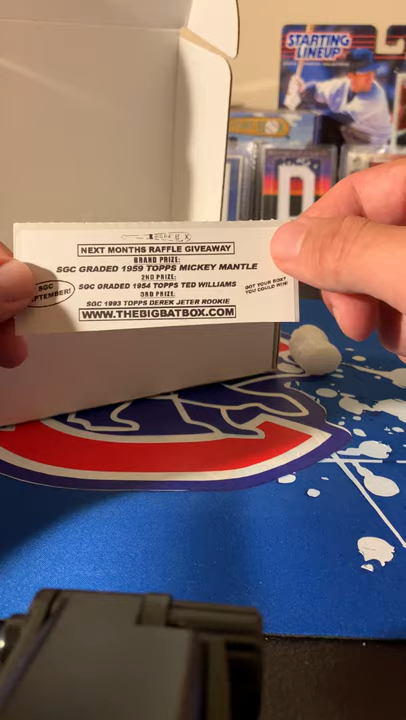 STARTING
LINEUP
NEXT MONTHS RAFFLE GIVEAWAY
GRAND PRIZE:
SGC GRADED 1959 TOPPS MICKEY MANTLE
2ND PRIZE:
SGC GRADED 1954 TOPPS TED WILLIAMS
3RD PRIZE:
SGC 1993 TOPPS DEREK JETER ROOKIE
WWW.THEBIGBATBOX.COM
SGC
SEPTEMBER!
GOT YOUR BOX?
YOU COULD WIN!